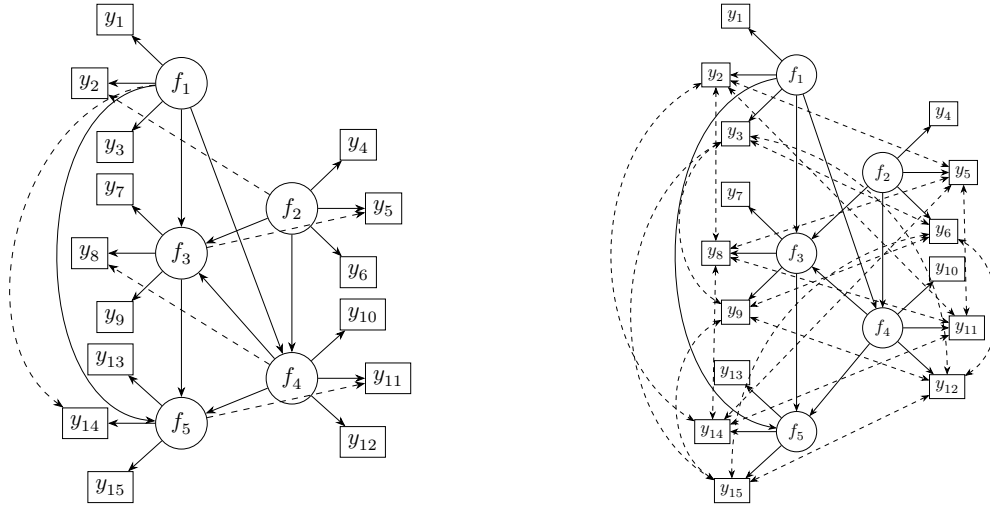 y₁
y₂
f₁
y₃
y₄
y₇
f₂
y₅
y₈
f₃
y₆
y₉
y₁₀
y₁₃
f₄
y₁₁
y₁₄
f₅
y₁₂
y₁₅
y₁
y₂
f₁
y₃
y₄
y₇
f₂
y₅
y₆
y₈
f₃
y₁₀
y₉
f₄
y₁₁
y₁₃
y₁₂
y₁₄
f₅
y₁₅